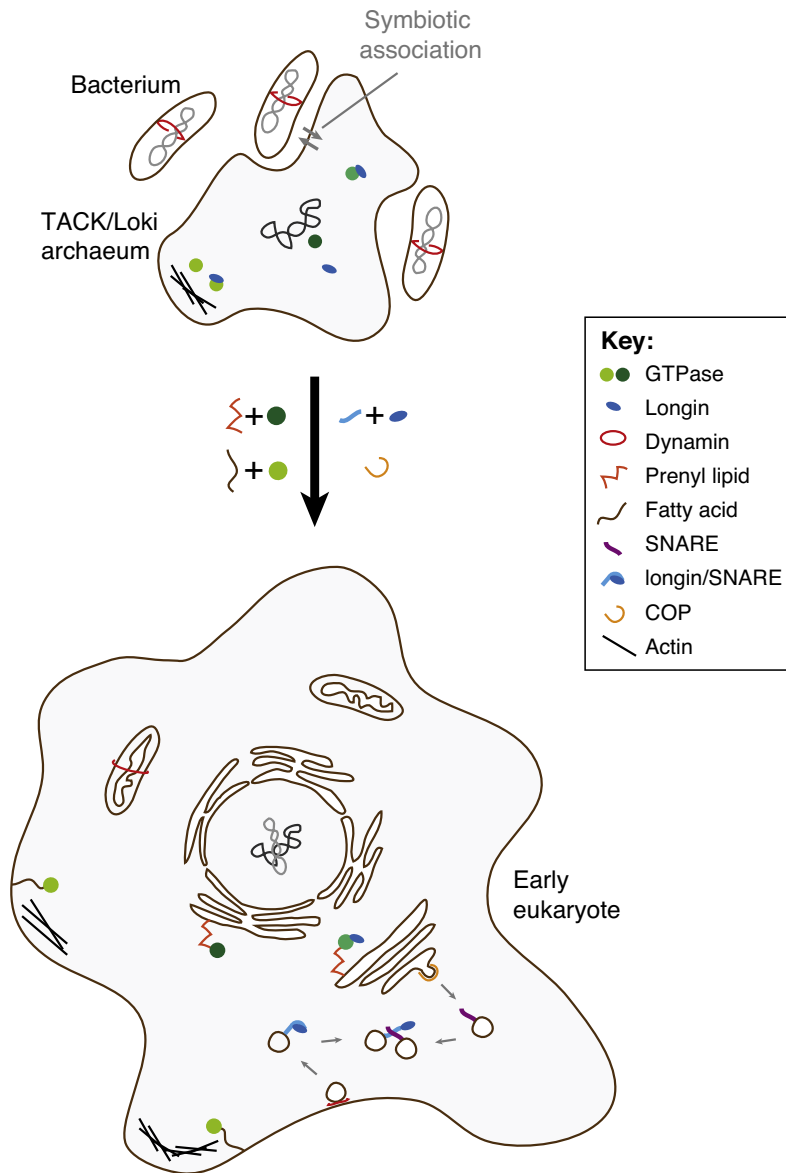 Symbiotic
association
Bacterium
TACK/Loki
archaeum
+
+
+
Key:
GTPase
Longin
Dynamin
Prenyl lipid
Fatty acid
SNARE
longin/SNARE
COP
Actin
Early
eukaryote